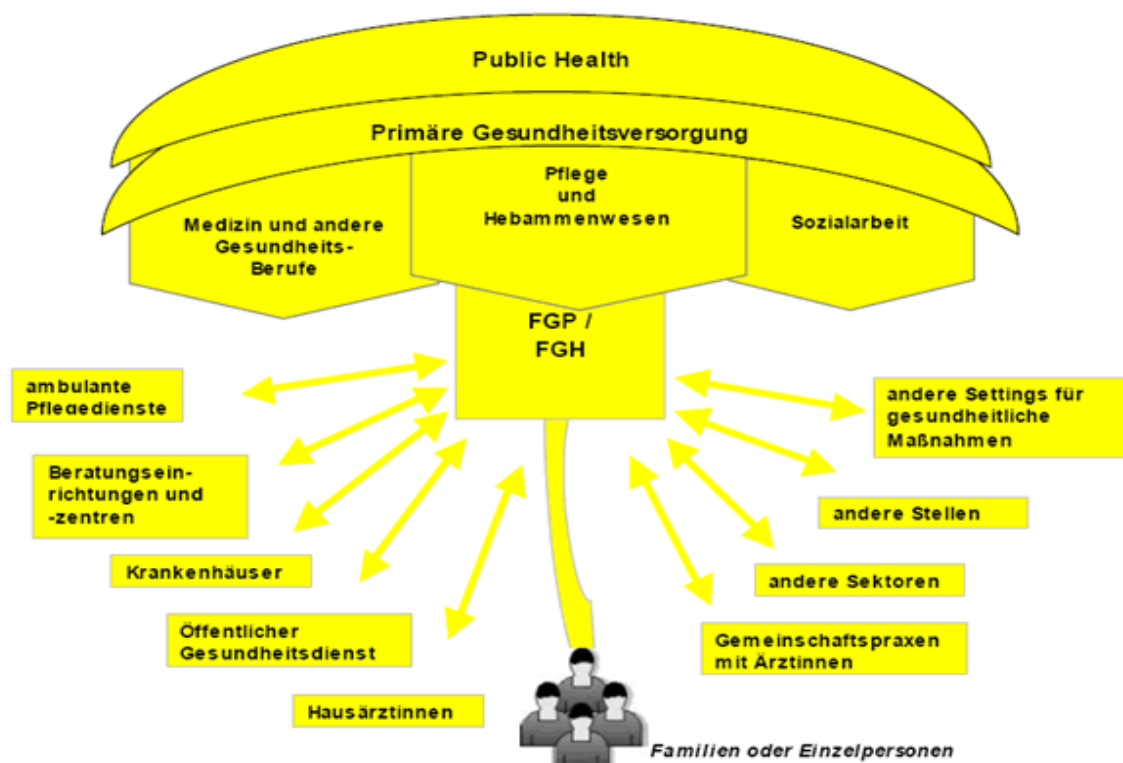 Public Health
Primäre Gesundheitsversorgung
Pflege
und
Hebammenwesen
Medizin und andere
Gesundheits-
Berufe
Sozialarbeit
FGP /
FGH
ambulante
Pflegedienste
Beratungsein-
richtungen und
-zentren
Krankenhäuser
Öffentlicher
Gesundheitsdienst
Hausärztinnen
andere Settings für
gesundheitliche
Maßnahmen
andere Stellen
andere Sektoren
Gemeinschaftspraxen
mit Ärztinnen
Familien oder Einzelpersonen